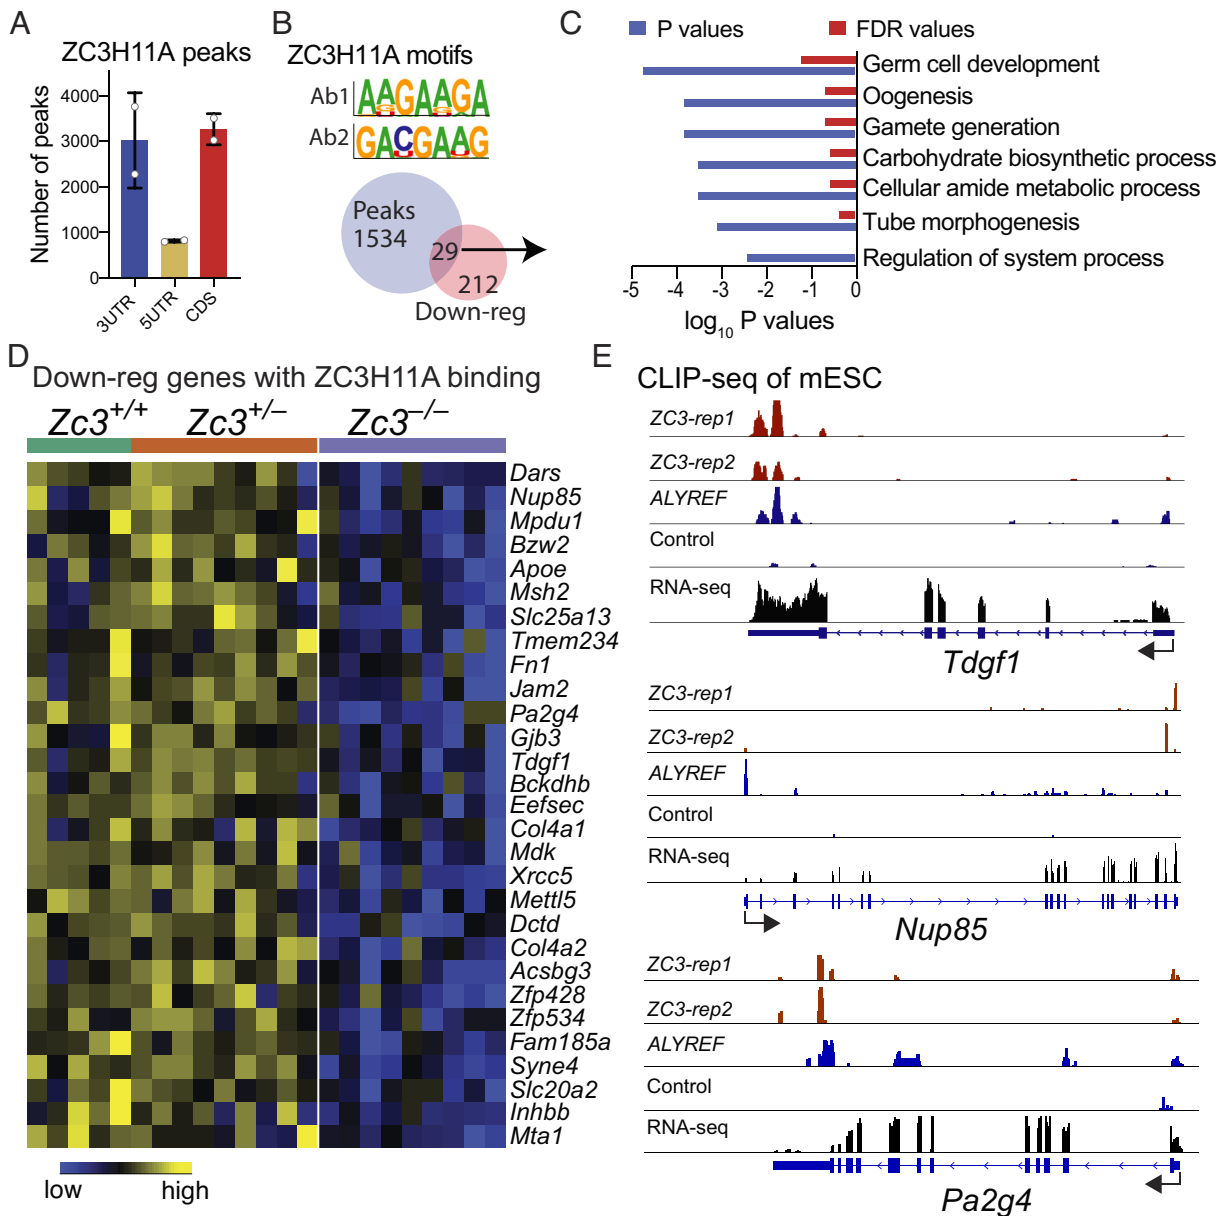 A
ZC3H11A peaks
Number of peaks
4000
3000
2000
1000
0
3UTR
5UTR
CDS
B
ZC3H11A motifs
Ab1
AAGAAGA
Ab2
GACGAAG
Peaks
1534
29
212
Down-reg
C
P values
FDR values
Germ cell development
Oogenesis
Gamete generation
Carbohydrate biosynthetic process
Cellular amide metabolic process
Tube morphogenesis
Regulation of system process
-5 -4 -3 -2 -1 0
log10 P values
D
Down-reg genes with ZC3H11A binding
Zc3+/+ Zc3+/– Zc3–/–
Dars
Nup85
Mpdu1
Bzw2
Apoe
Msh2
Slc25a13
Tmem234
Fn1
Jam2
Pa2g4
Gjb3
Tdgf1
Bckdhb
Eefsec
Col4a1
Mdk
Xrcc5
Mettl5
Dctd
Col4a2
Acsbg3
Zfp428
Zfp534
Fam185a
Syne4
Slc20a2
Inhbb
Mta1
low high
E
CLIP-seq of mESC
ZC3-rep1
ZC3-rep2
ALYREF
Control
RNA-seq
Tdgf1
ZC3-rep1
ZC3-rep2
ALYREF
Control
RNA-seq
Nup85
ZC3-rep1
ZC3-rep2
ALYREF
Control
RNA-seq
Pa2g4